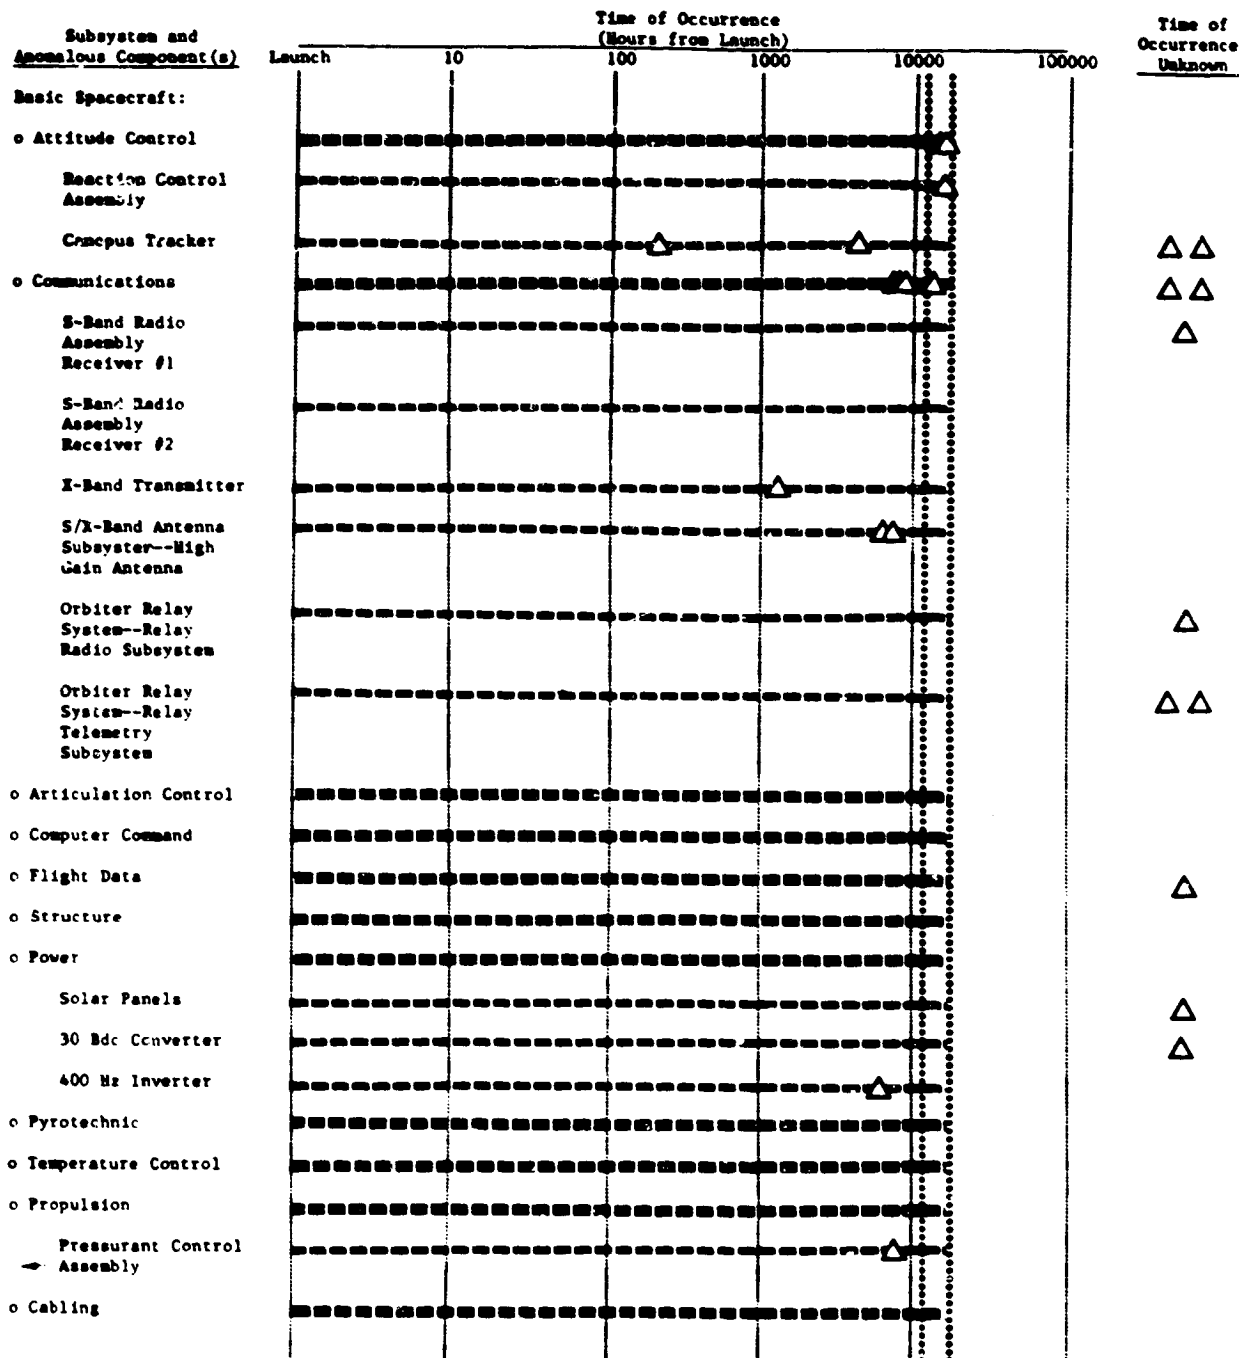 Time of Occurrence
(Hours from Launch)
Time of
Occurrence
Unknown
Subsystem and
Anomalous Component(s)
Launch 10 100 1000 10000 100000
Basic Spacecraft:
o Attitude Control
Reaction Control
Assembly
Canopus Tracker
o Communications
S-Band Radio
Assembly
Receiver #1
S-Band Radio
Assembly
Receiver #2
X-Band Transmitter
S/X-Band Antenna
Subsyster--High
Gain Antenna
Orbiter Relay
System--Relay
Radio Subsystem
Orbiter Relay
System--Relay
Telemetry
Subsystem
o Articulation Control
o Computer Command
o Flight Data
o Structure
o Power
Solar Panels
30 Bdc Converter
400 Hz Inverter
o Pyrotechnic
o Temperature Control
o Propulsion
Pressurant Control
Assembly
o Cabling